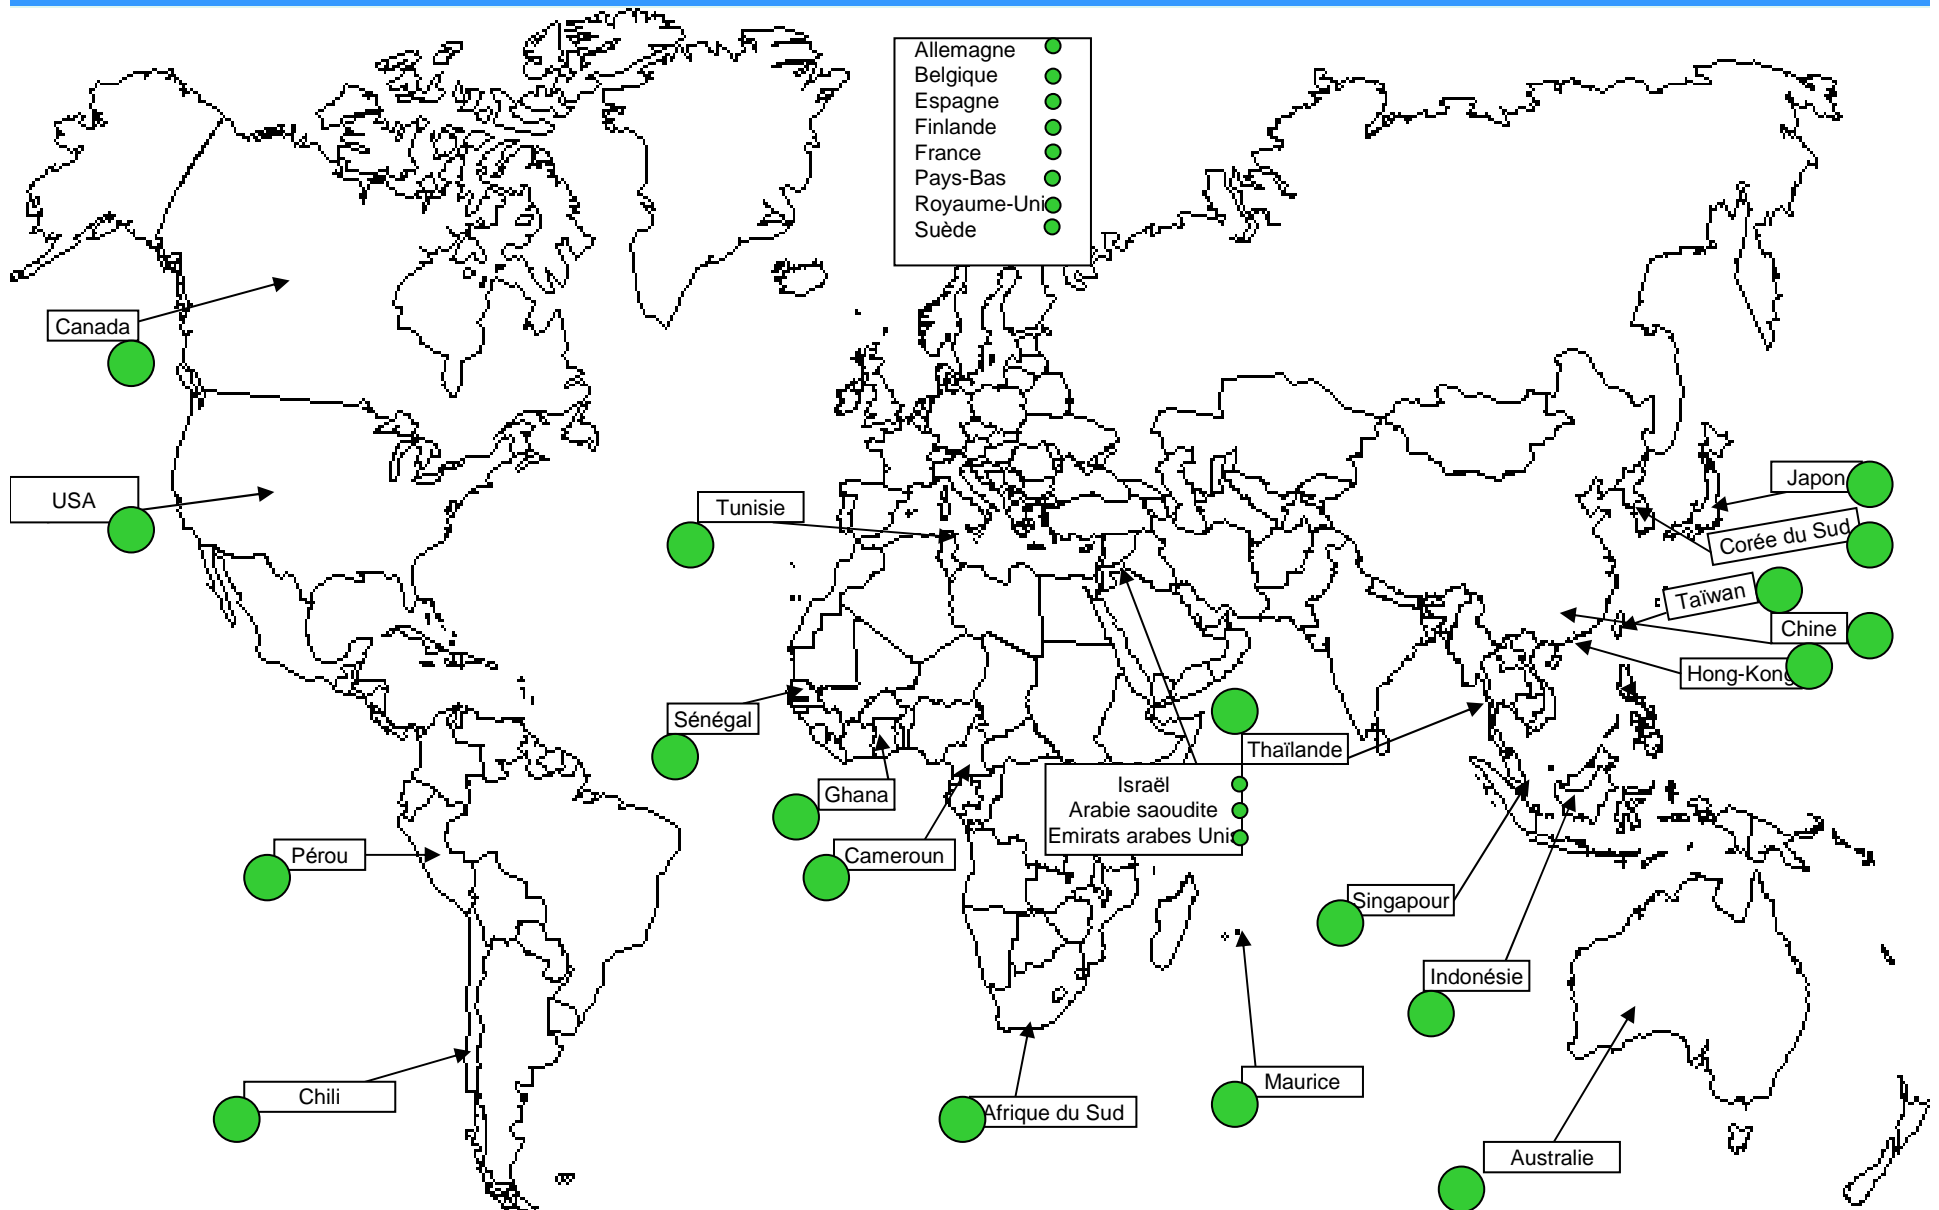 Allemagne
Belgique
Espagne
Finlande
France
Pays-Bas
Royaume-Uni
Suède
Canada
USA
Tunisie
Japon
Corée du Sud
Taïwan
Chine
Hong-Kong
Sénégal
Thaïlande
Ghana
Israël
Arabie saoudite
Emirats arabes Unis
Pérou
Cameroun
Singapour
Indonésie
Chili
Afrique du Sud
Maurice
Australie